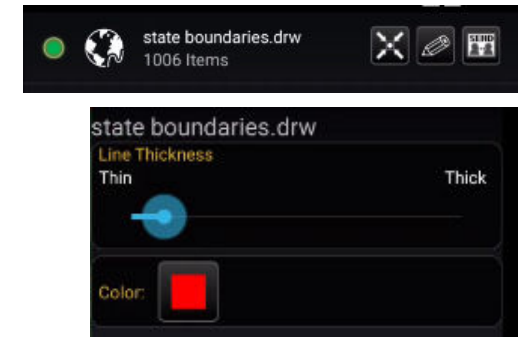 state boundaries.drw
1006 Items
SEND
state boundaries.drw
Line Thickness
Thin Thick
Color: